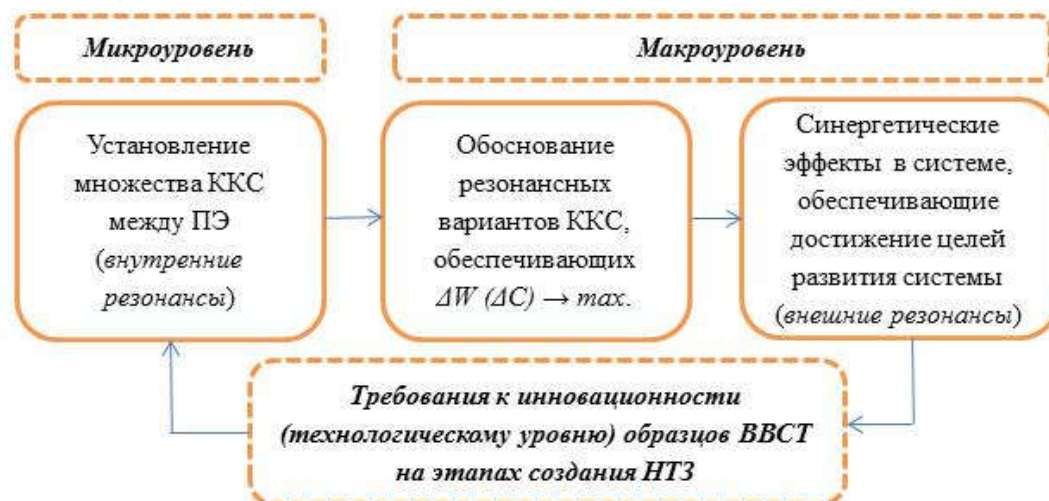 Микроуровень
Макроуровень
Установление
множества ККС
между ПЭ
(внутренние
резонансы)
Обоснование
резонансных
вариантов ККС,
обеспечивающих
ΔW (ΔC) → max.
Синергетические
эффекты в системе,
обеспечивающие
достижение целей
развития системы
(внешние резонансы)
Требования к инновационности
(технологическому уровню) образцов ВВСТ
на этапах создания НТЗ